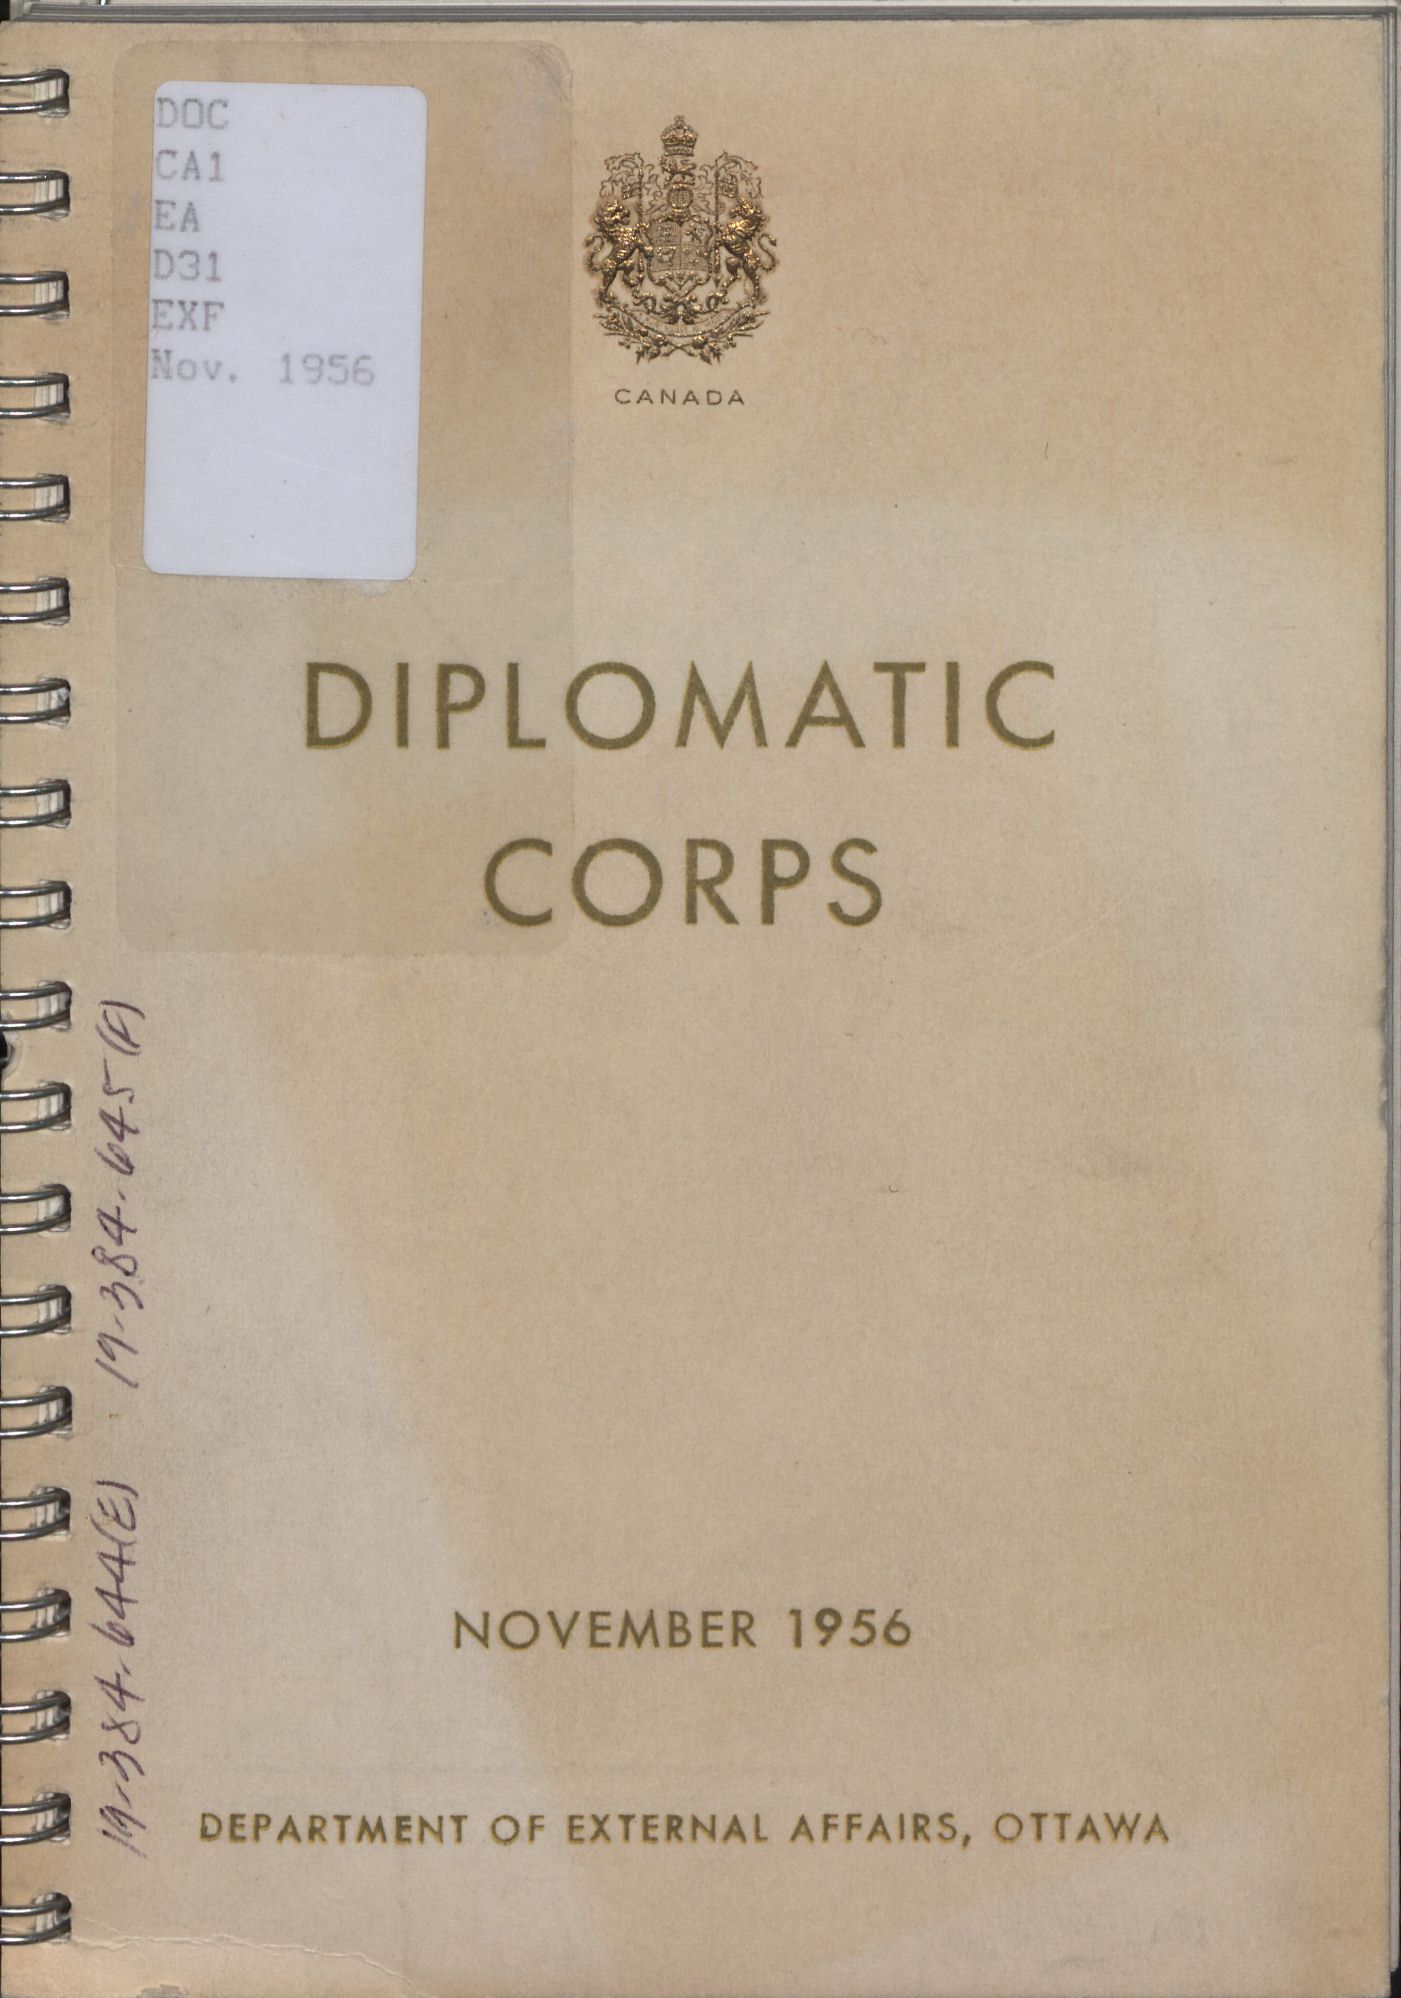 DOC
CA1
EA
D31
EXF
Nov. 1956
CANADA
DIPLOMATIC
CORPS
NOVEMBER 1956
DEPARTMENT OF EXTERNAL AFFAIRS, OTTAWA
19-384-644(E) 19-384-645(F)